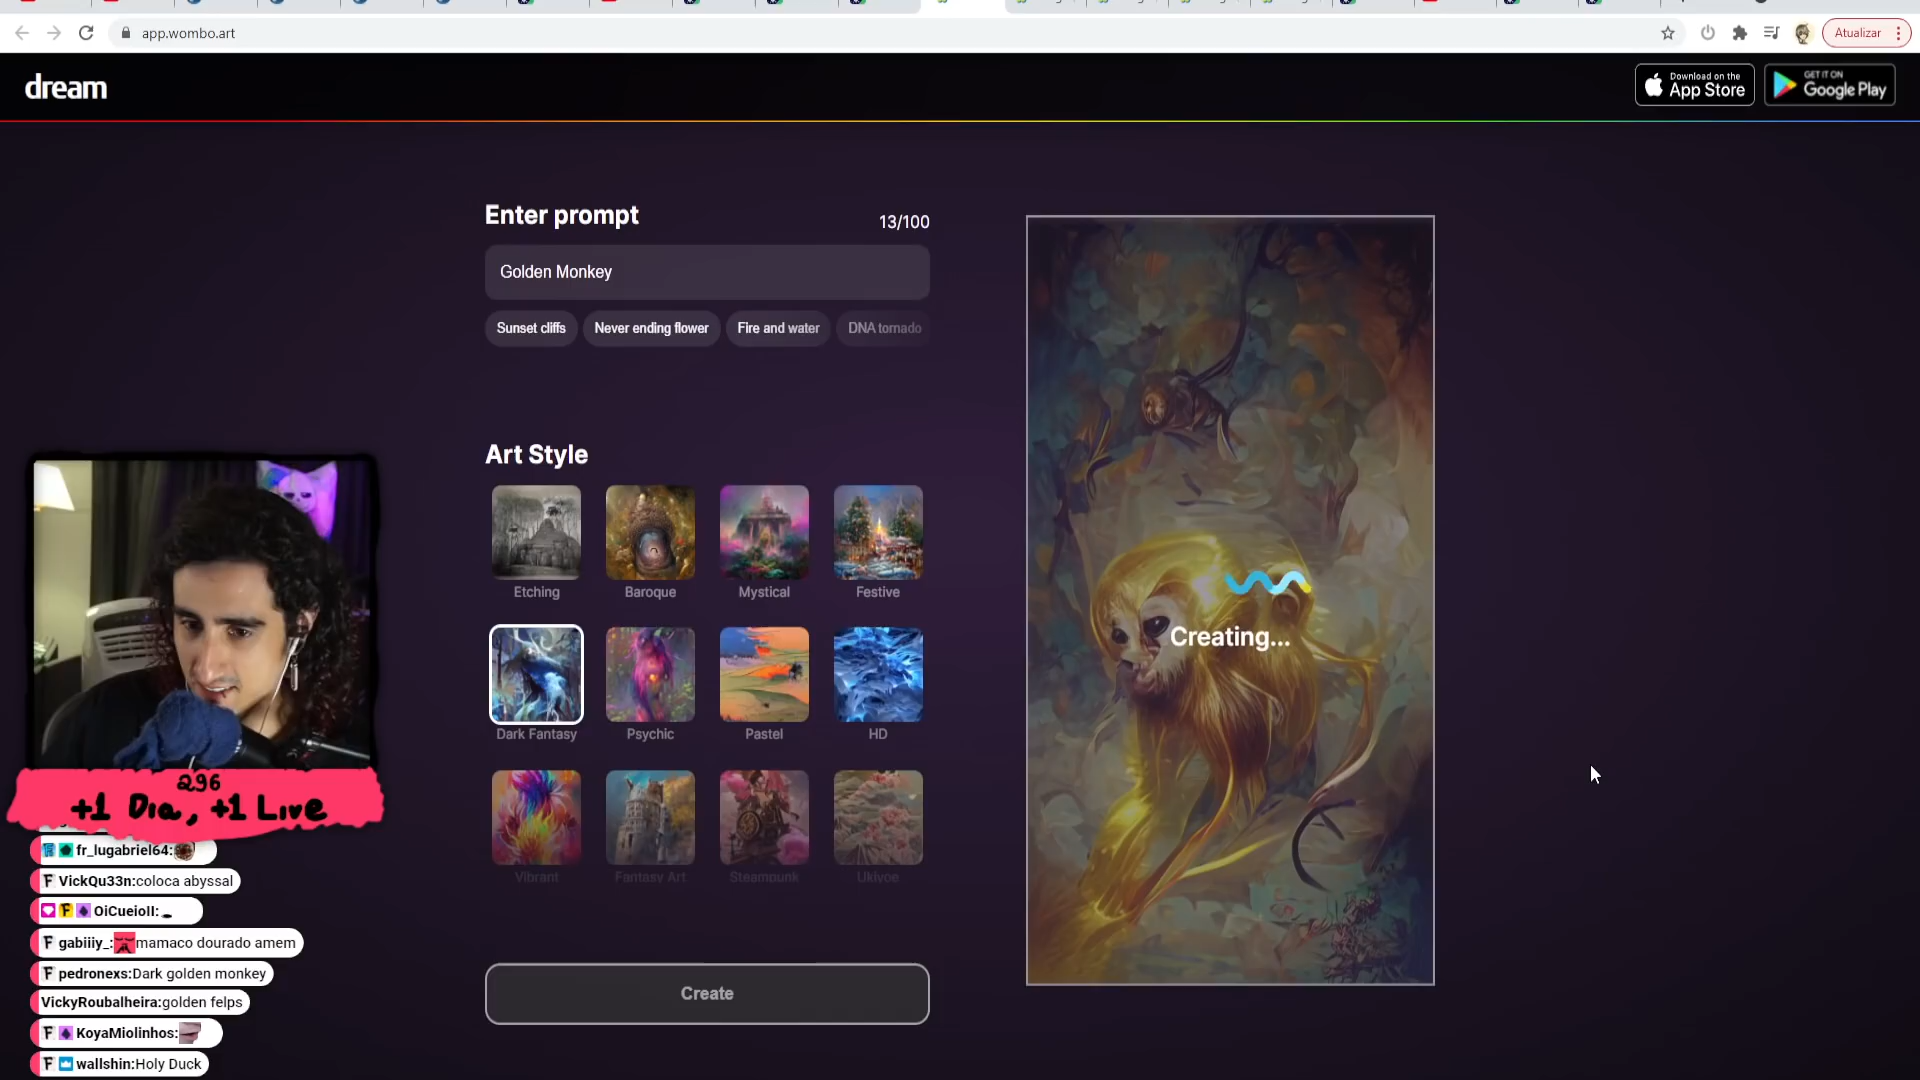 app.wombo.art
Atualizar
dream
Download on the
App Store
GET IT ON
Google Play
Enter prompt
13/100
Golden Monkey
Sunset cliffs
Never ending flower
Fire and water
DNA tornado
Art Style
Etching
Baroque
Mystical
Festive
Dark Fantasy
Psychic
Pastel
HD
Vibrant
Fantasy Art
Steampunk
Ukiyoe
Create
Creating...
296
+1 Dia, +1 Live
fr_lugabriel64:
VickQu33n:coloca abyssal
OiCueioII:
gabiiiy_:mamaco dourado amem
pedronexs:Dark golden monkey
VickyRoubalheira:golden felps
KoyaMiolinhos:
wallshin:Holy Duck